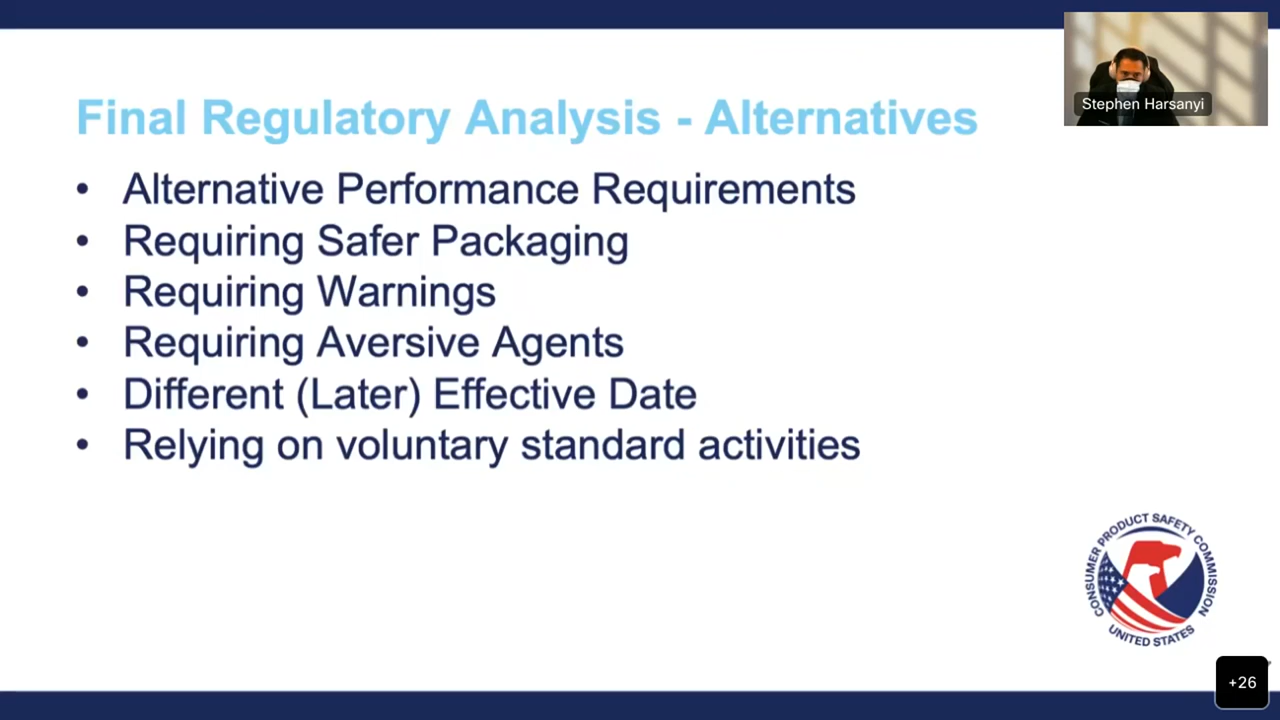 Final Regulatory Analysis - Alternatives
• Alternative Performance Requirements
• Requiring Safer Packaging
• Requiring Warnings
• Requiring Aversive Agents
• Different (Later) Effective Date
• Relying on voluntary standard activities
Stephen Harsanyi
CONSUMER PRODUCT SAFETY COMMISSION
UNITED STATES
+26